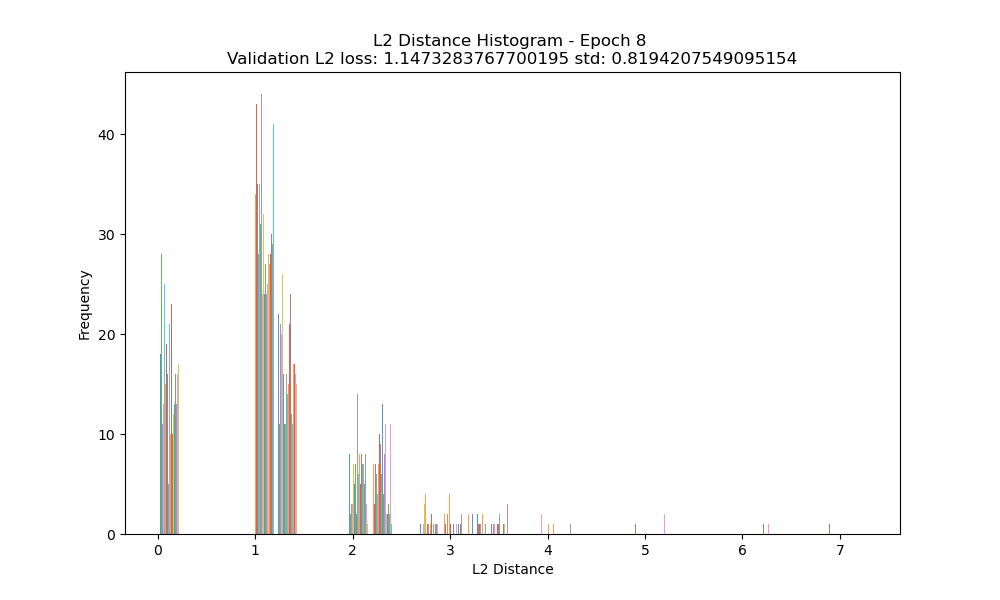 L2 Distance Histogram - Epoch 8
Validation L2 loss: 1.1473283767700195 std: 0.8194207549095154
Frequency
40
30
20
10
0
0 1 2 3 4 5 6 7
L2 Distance